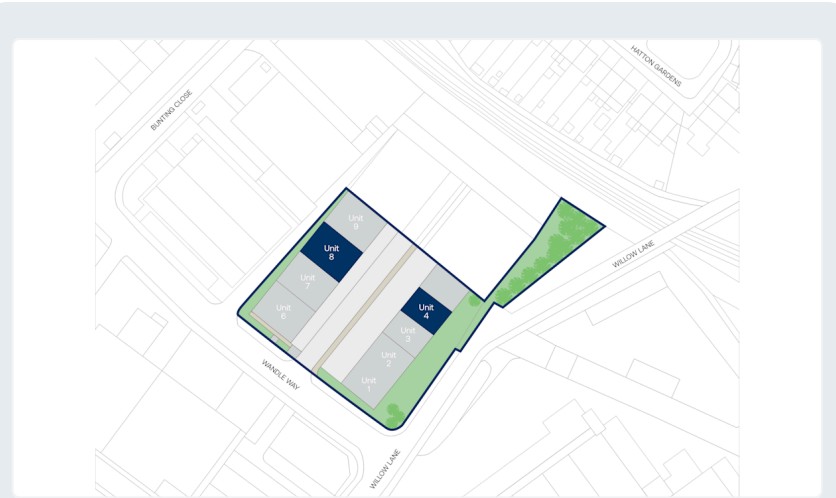 HATTON GARDENS
BUNTING CLOSE
Unit
9
Unit
8
WILLOW LANE
Unit
7
Unit
6
Unit
4
Unit
3
Unit
2
Unit
1
WANDLE WAY
WILLOW LANE